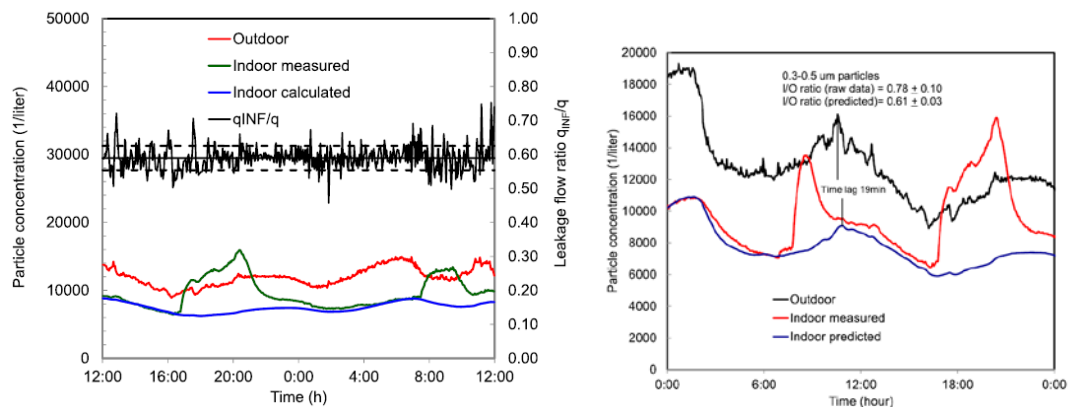 50000
40000
30000
20000
10000
0
Particle concentration (1/liter)
Outdoor
Indoor measured
Indoor calculated
qINF/q
1.00
0.90
0.80
0.70
0.60
0.50
0.40
0.30
0.20
0.10
0.00
Leakage flow ratio qINF/q
12:00 16:00 20:00 0:00 4:00 8:00 12:00
Time (h)
20000
18000
16000
14000
12000
10000
8000
6000
4000
2000
0
Particle concentration (1/liter)
0.3-0.5 um particles
I/O ratio (raw data) = 0.78 ± 0.10
I/O ratio (predicted)= 0.61 ± 0.03
Time lag 19min
Outdoor
Indoor measured
Indoor predicted
0:00 6:00 12:00 18:00 0:00
Time (hour)